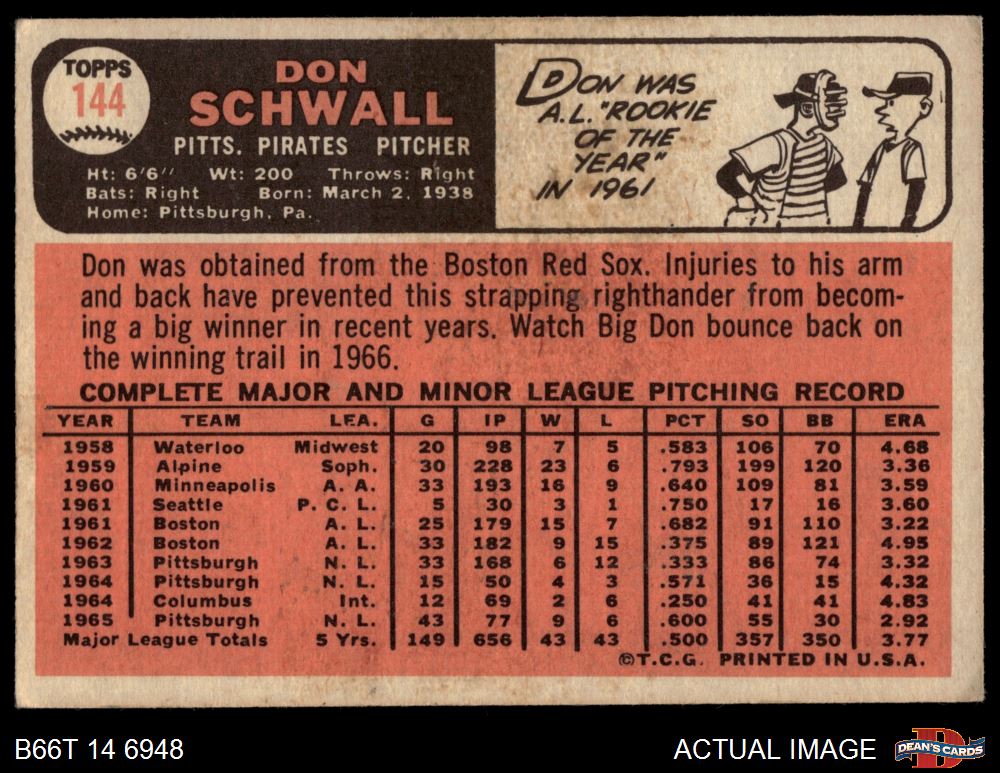 TOPPS
144
DON
SCHWALL
PITTS. PIRATES PITCHER
Ht: 6'6" Wt: 200 Throws: Right
Bats: Right Born: March 2, 1938
Home: Pittsburgh, Pa.
DON WAS
A.L. "ROOKIE
OF THE
YEAR"
IN 1961
Don was obtained from the Boston Red Sox. Injuries to his arm
and back have prevented this strapping righthander from becom-
ing a big winner in recent years. Watch Big Don bounce back on
the winning trail in 1966.
COMPLETE MAJOR AND MINOR LEAGUE PITCHING RECORD
YEAR TEAM LEA. G IP W L PCT SO BB ERA
1958 Waterloo Midwest 20 98 7 5 .583 106 70 4.68
1959 Alpine Soph. 30 228 23 6 .793 199 120 3.36
1960 Minneapolis A. A. 33 193 16 9 .640 109 81 3.59
1961 Seattle P. C. L. 5 30 3 1 .750 17 16 3.60
1961 Boston A. L. 25 179 15 7 .682 91 110 3.22
1962 Boston A. L. 33 182 9 15 .375 89 121 4.95
1963 Pittsburgh N. L. 33 168 6 12 .333 86 74 3.32
1964 Pittsburgh N. L. 15 50 4 3 .571 36 15 4.32
1964 Columbus Int. 12 69 2 6 .250 41 41 4.83
1965 Pittsburgh N. L. 43 77 9 6 .600 55 30 2.92
Major League Totals 5 Yrs. 149 656 43 43 .500 357 350 3.77
©T.C.G. PRINTED IN U.S.A.
B66T 14 6948
ACTUAL IMAGE
D
DEAN'S CARDS